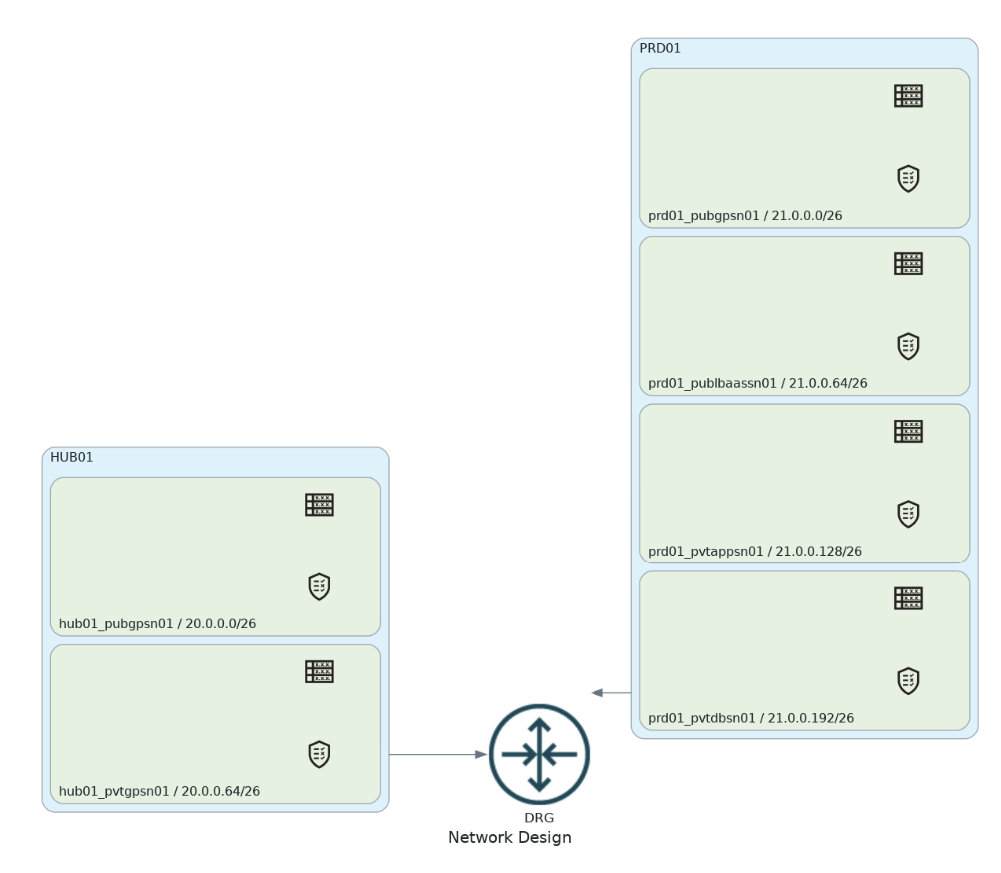 PRD01
prd01_pubgpsn01 / 21.0.0.0/26
prd01_publbaassn01 / 21.0.0.64/26
prd01_pvtappsn01 / 21.0.0.128/26
prd01_pvtdbsn01 / 21.0.0.192/26
HUB01
hub01_pubgpsn01 / 20.0.0.0/26
hub01_pvtgpsn01 / 20.0.0.64/26
DRG
Network Design